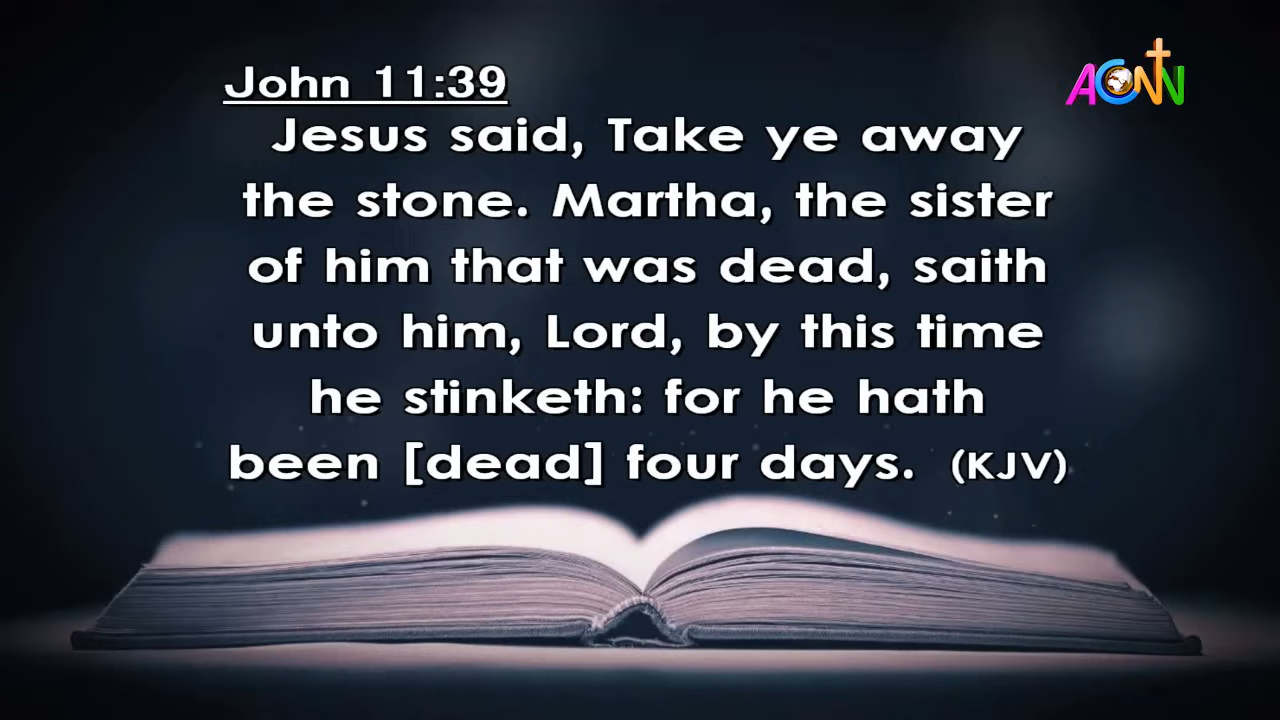 John 11:39
ACNN
Jesus said, Take ye away
the stone. Martha, the sister
of him that was dead, saith
unto him, Lord, by this time
he stinketh: for he hath
been [dead] four days. (KJV)